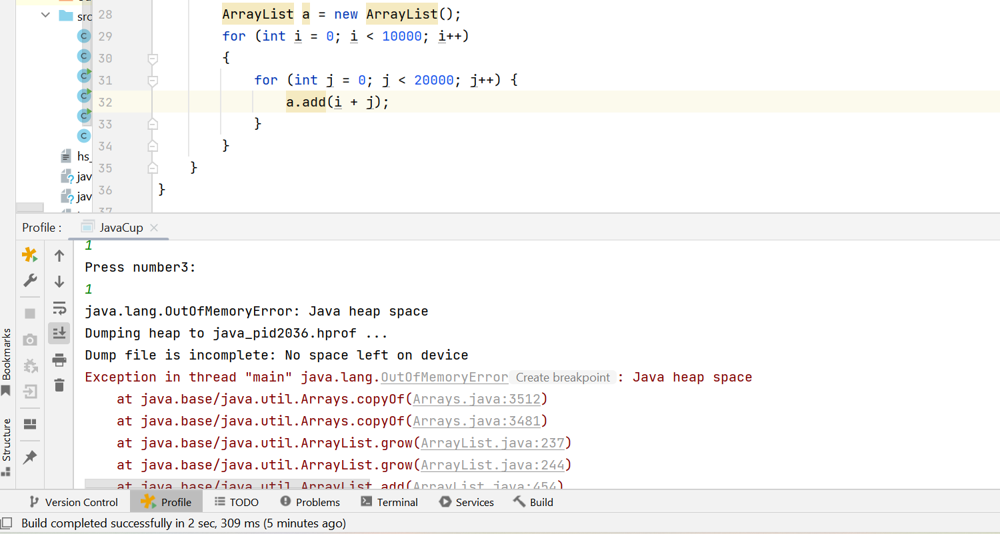 src
28 ArrayList a = new ArrayList();
29 for (int i = 0; i < 10000; i++)
30 {
31 for (int j = 0; j < 20000; j++) {
32 a.add(i + j);
33 }
34 }
35 }
36 }
37
hs_
jav
jav
Profile :
JavaCup
1
Press number3:
1
java.lang.OutOfMemoryError: Java heap space
Dumping heap to java_pid2036.hprof ...
Dump file is incomplete: No space left on device
Exception in thread "main" java.lang.OutOfMemoryError Create breakpoint : Java heap space
at java.base/java.util.Arrays.copyOf(Arrays.java:3512)
at java.base/java.util.Arrays.copyOf(Arrays.java:3481)
at java.base/java.util.ArrayList.grow(ArrayList.java:237)
at java.base/java.util.ArrayList.grow(ArrayList.java:244)
at java.base/java.util.ArrayList.add(ArrayList.java:454)
Bookmarks
Structure
Version Control
Profile
TODO
Problems
Terminal
Services
Build
Build completed successfully in 2 sec, 309 ms (5 minutes ago)